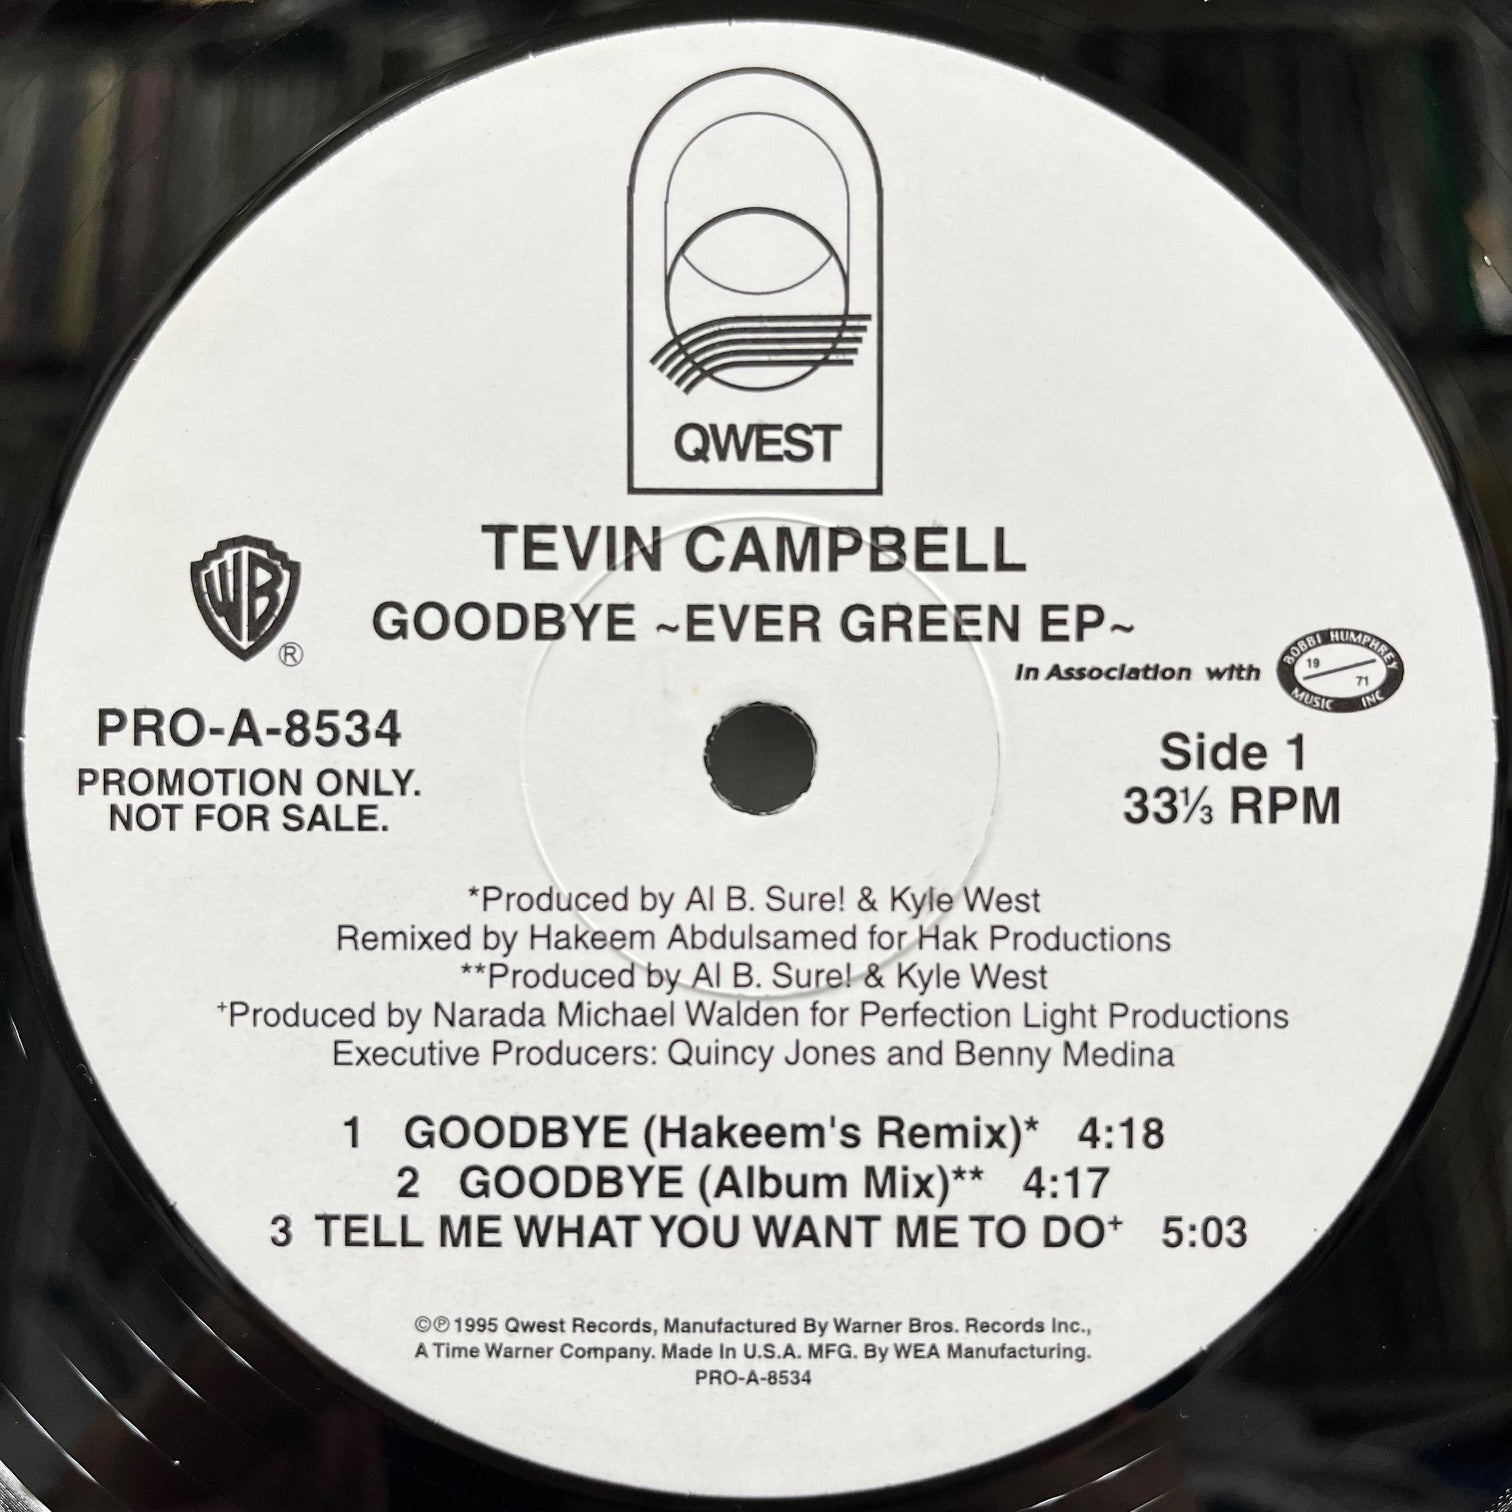 QWEST
TEVIN CAMPBELL
GOODBYE ~EVER GREEN EP~
WB
®
In Association with
BOBBI HUMPHREY
19
71
MUSIC INC
PRO-A-8534
PROMOTION ONLY.
NOT FOR SALE.
Side 1
33⅓ RPM
*Produced by Al B. Sure! & Kyle West
Remixed by Hakeem Abdulsamed for Hak Productions
**Produced by Al B. Sure! & Kyle West
+Produced by Narada Michael Walden for Perfection Light Productions
Executive Producers: Quincy Jones and Benny Medina
1 GOODBYE (Hakeem's Remix)* 4:18
2 GOODBYE (Album Mix)** 4:17
3 TELL ME WHAT YOU WANT ME TO DO+ 5:03
©℗1995 Qwest Records, Manufactured By Warner Bros. Records Inc.,
A Time Warner Company. Made In U.S.A. MFG. By WEA Manufacturing.
PRO-A-8534